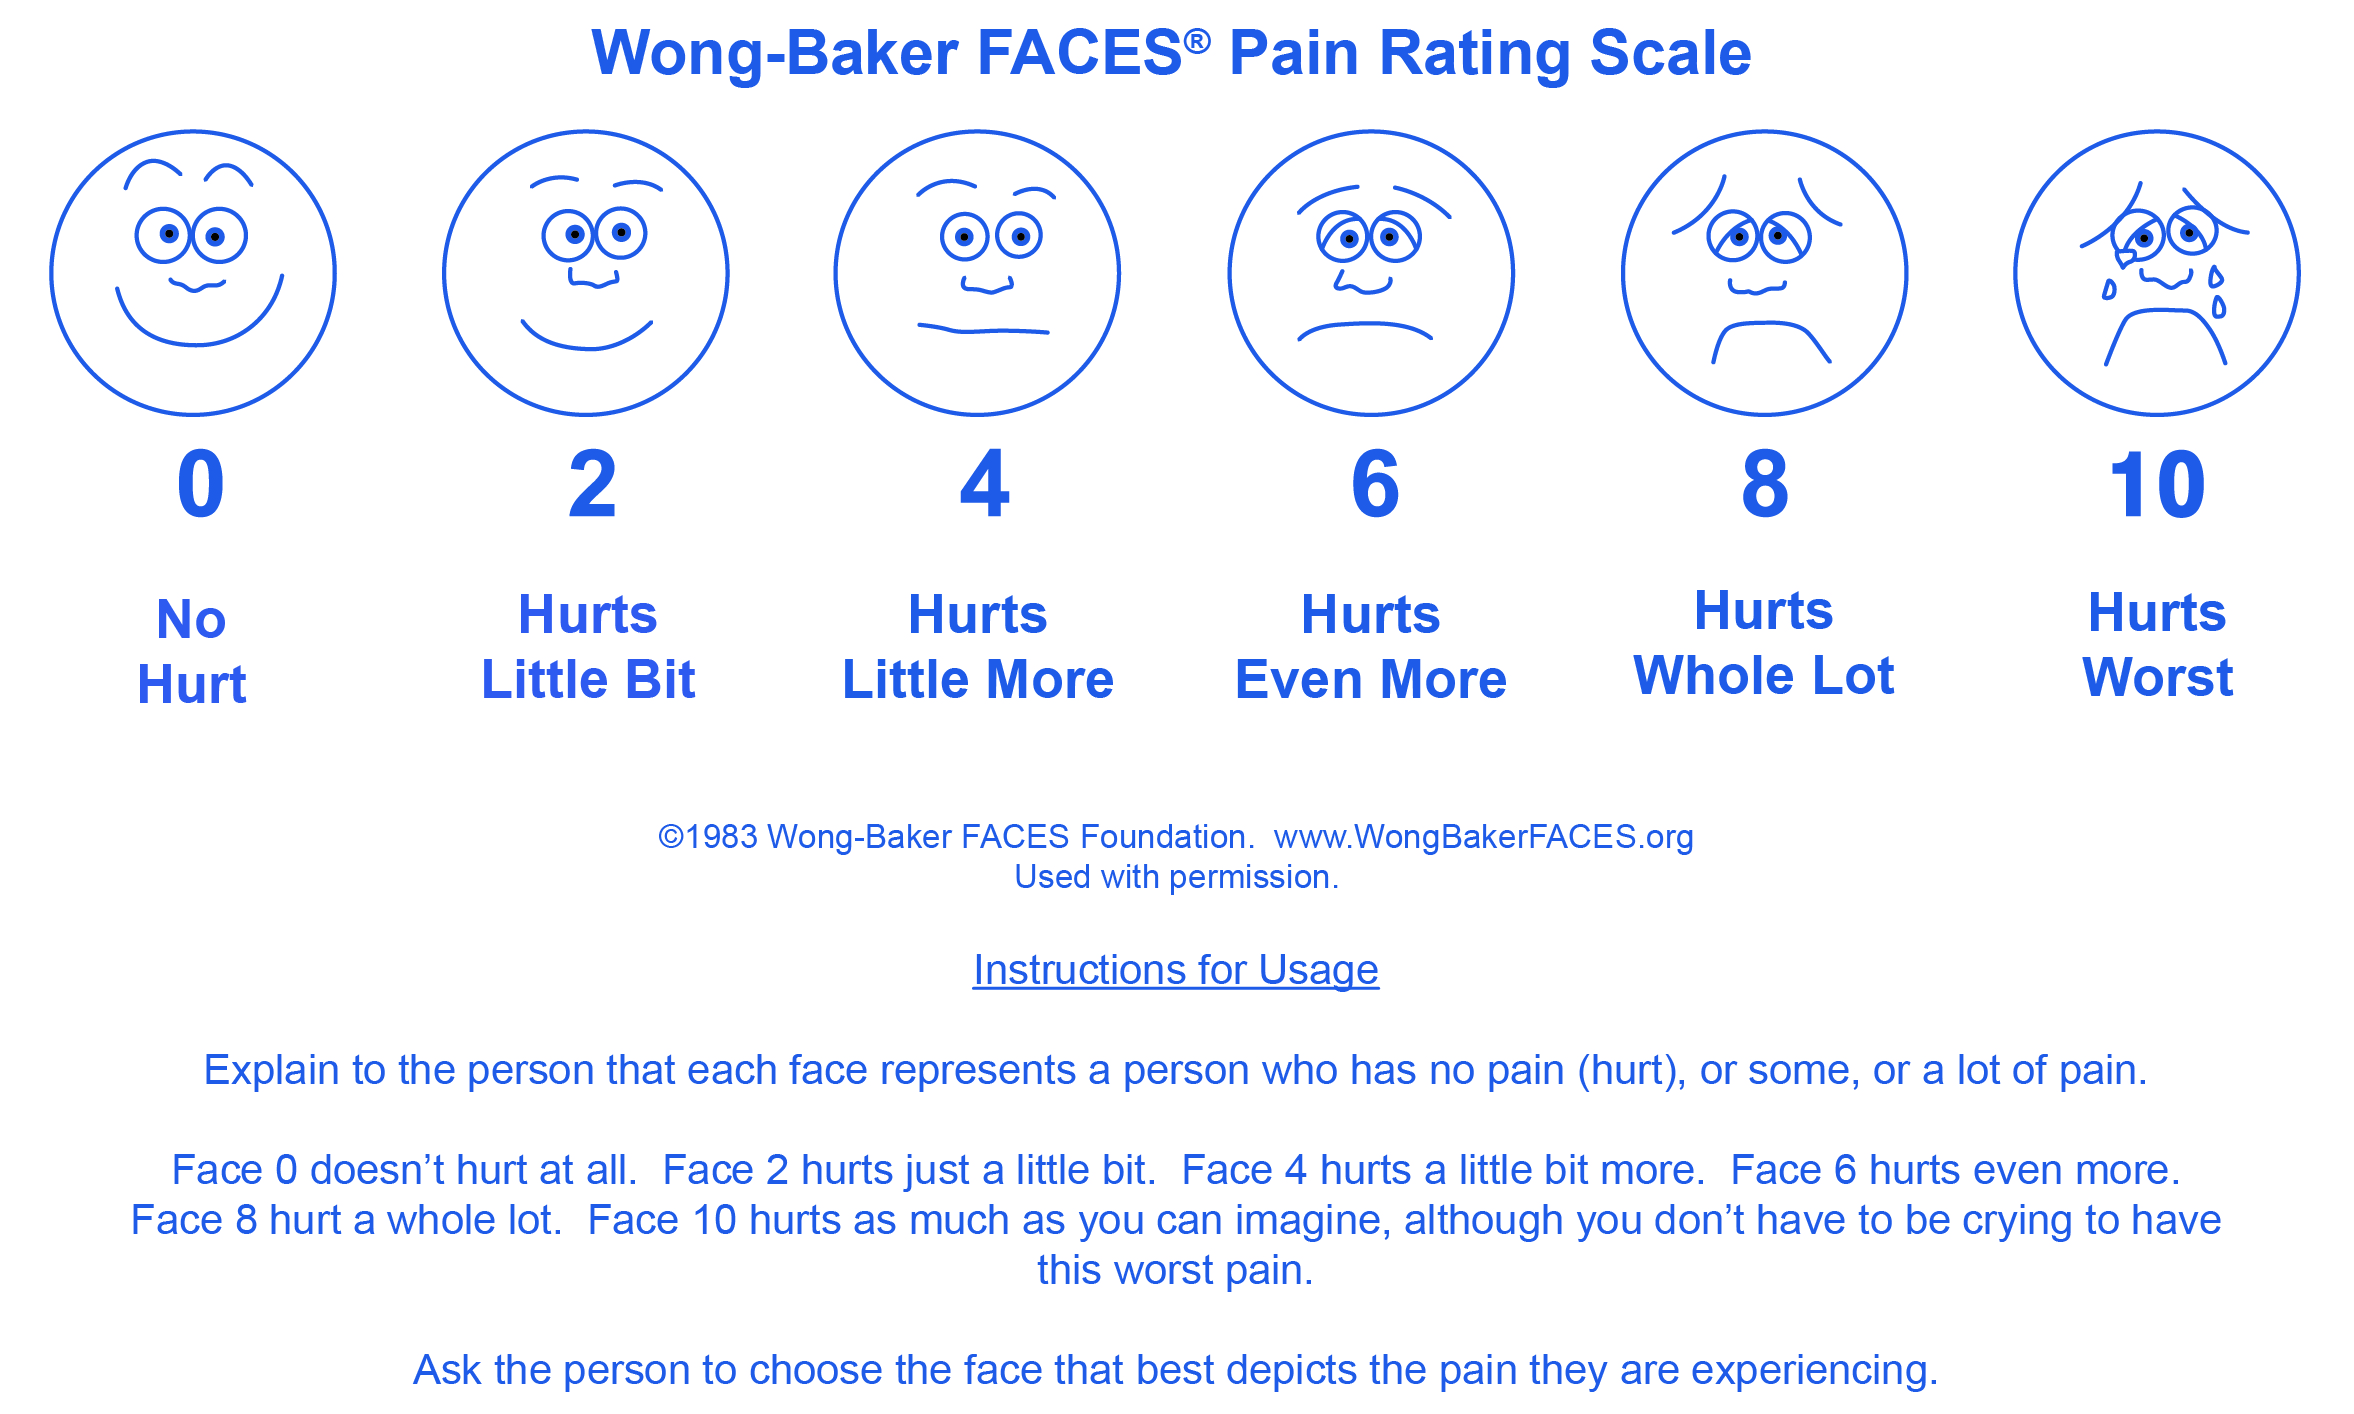 Wong-Baker FACES® Pain Rating Scale
0 2 4 6 8 10
No Hurt
Hurts Little Bit
Hurts Little More
Hurts Even More
Hurts Whole Lot
Hurts Worst
©1983 Wong-Baker FACES Foundation.  www.WongBakerFACES.org
Used with permission.
Instructions for Usage
Explain to the person that each face represents a person who has no pain (hurt), or some, or a lot of pain.
Face 0 doesn’t hurt at all.  Face 2 hurts just a little bit.  Face 4 hurts a little bit more.  Face 6 hurts even more.
Face 8 hurt a whole lot.  Face 10 hurts as much as you can imagine, although you don’t have to be crying to have
this worst pain.
Ask the person to choose the face that best depicts the pain they are experiencing.